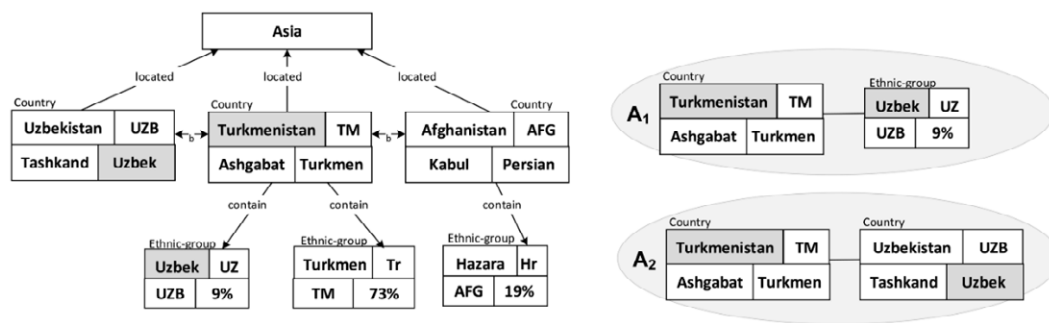 Asia
located
located
located
Country
Uzbekistan UZB
Tashkand Uzbek
b
Country
Turkmenistan TM
Ashgabat Turkmen
b
Country
Afghanistan AFG
Kabul Persian
contain
contain
contain
Ethnic-group
Uzbek UZ
UZB 9%
Ethnic-group
Turkmen Tr
TM 73%
Ethnic-group
Hazara Hr
AFG 19%
A1
Country
Turkmenistan TM
Ashgabat Turkmen
Ethnic-group
Uzbek UZ
UZB 9%
A2
Country
Turkmenistan TM
Ashgabat Turkmen
Country
Uzbekistan UZB
Tashkand Uzbek